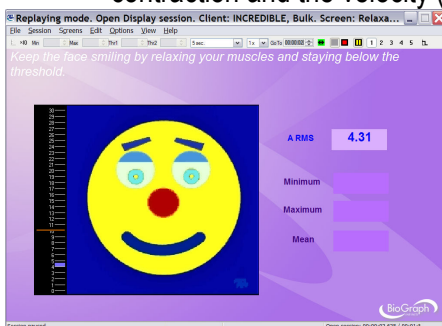 contraction and the velocity (
Replaying mode. Open Display session. Client: INCREDIBLE, Bulk. Screen: Relaxa...
File Session Screens Edit Options View Help
Min Max Thr1 Thr2 5 sec. 1x GoTo 00:00:02 1 2 3 4 5
Keep the face smiling by relaxing your muscles and staying below the
threshold.
30
29
28
27
26
25
24
23
22
21
20
19
18
17
16
15
14
13
12
11
10
9
8
7
6
5
4
3
2
1
0
A RMS 4.31
Minimum
Maximum
Mean
BioGraph